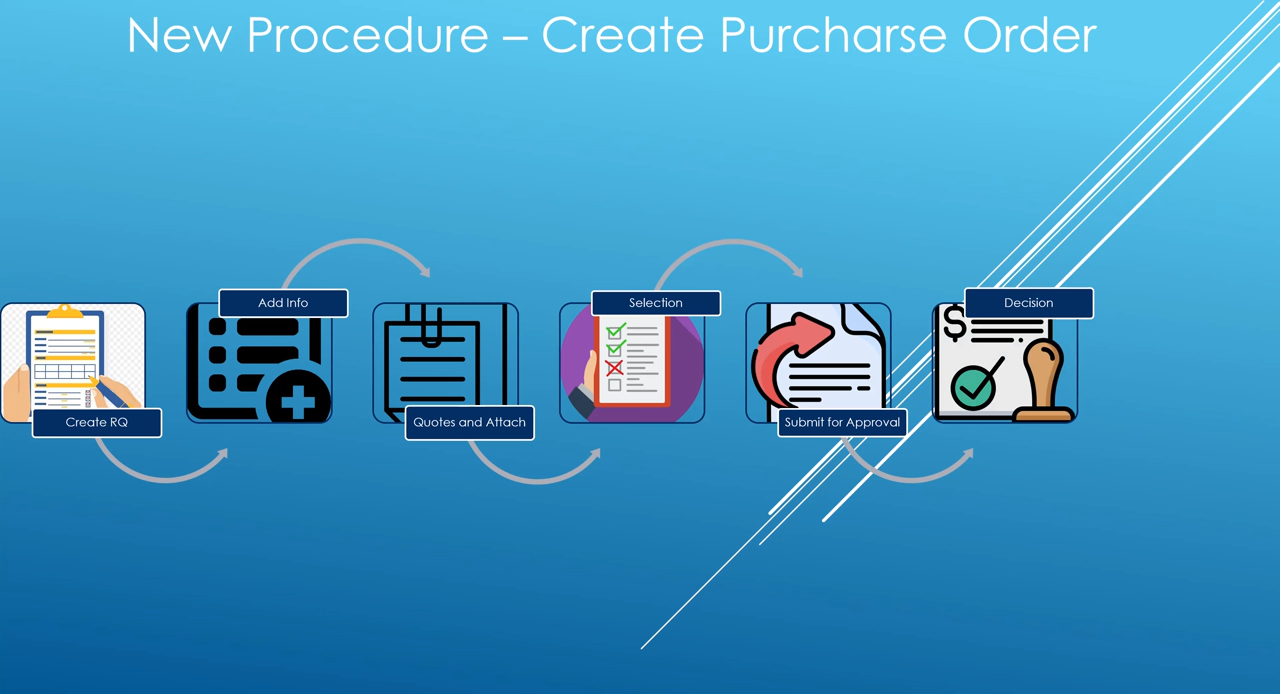 New Procedure – Create Purcharse Order
Create RQ
Add Info
Quotes and Attach
Selection
Submit for Approval
Decision
$